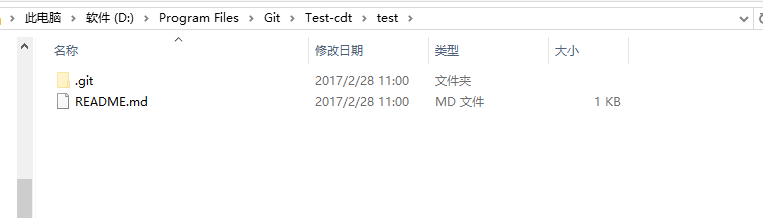 此电脑 > 软件 (D:) > Program Files > Git > Test-cdt > test >
名称 修改日期 类型 大小
.git 2017/2/28 11:00 文件夹
README.md 2017/2/28 11:00 MD 文件 1 KB